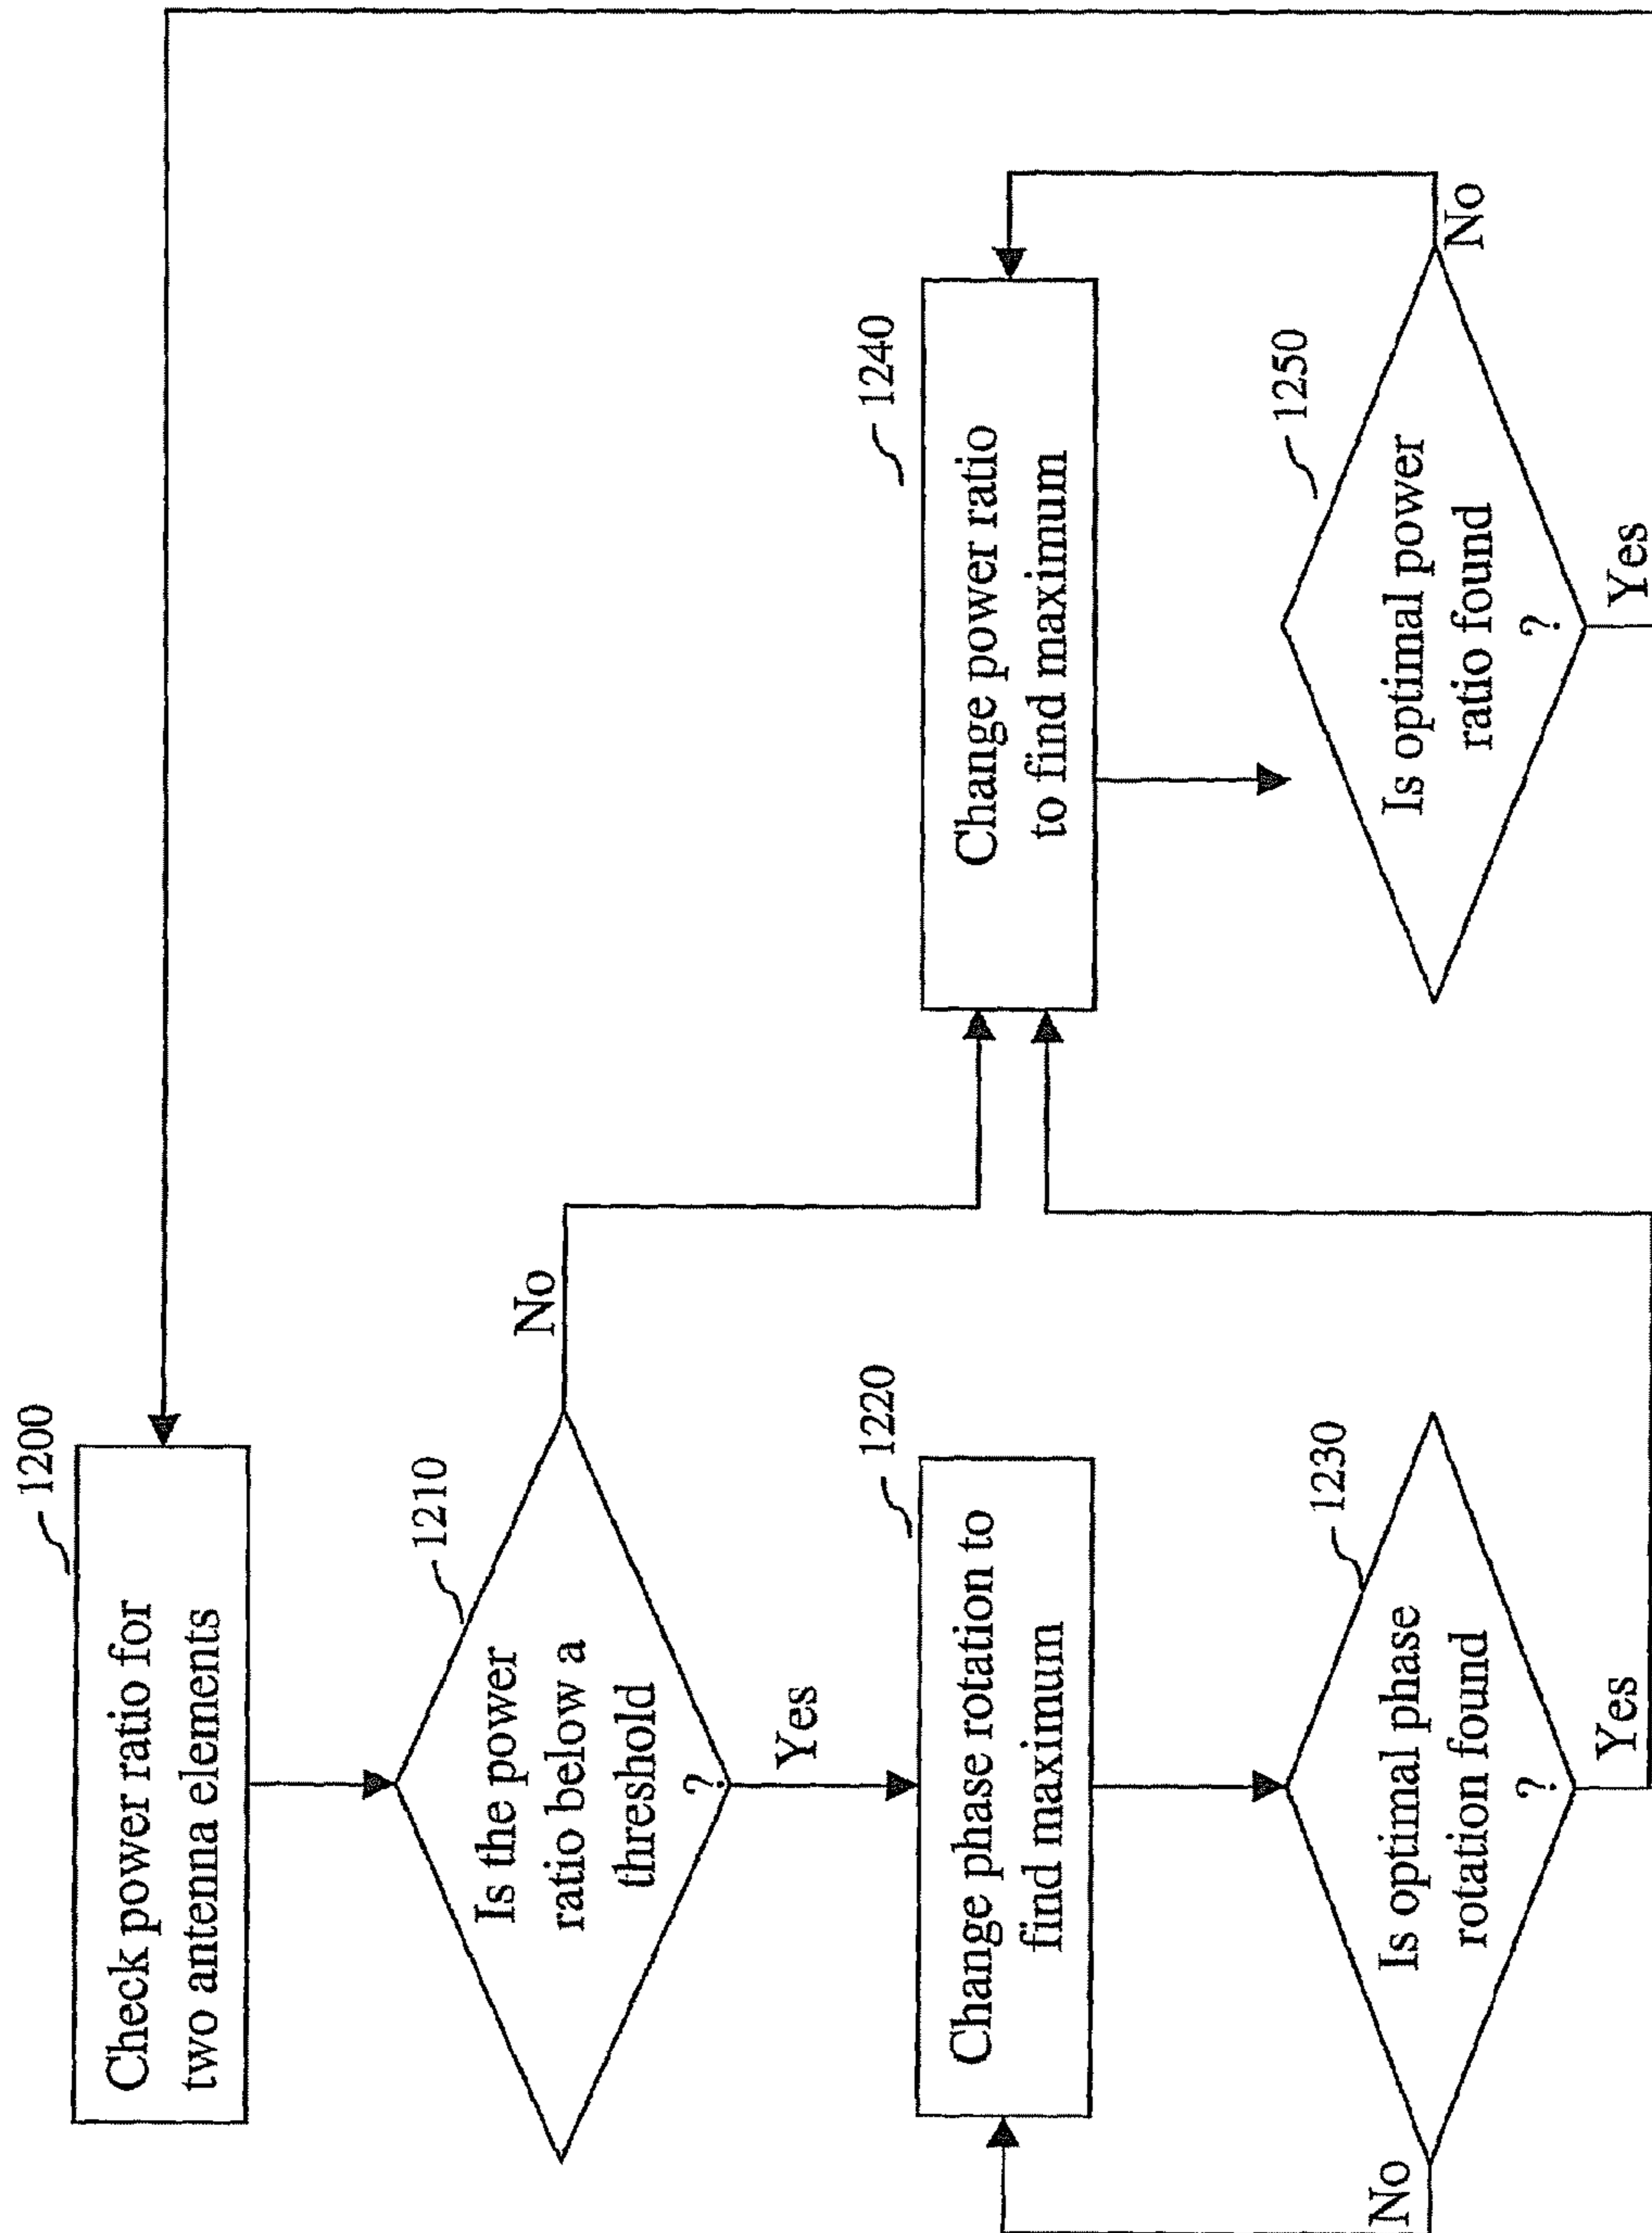 1200
Check power ratio for
two antenna elements
1210
Is the power
ratio below a
threshold
?
No
Yes
1220
Change phase rotation to
find maximum
1230
Is optimal phase
rotation found
?
No
Yes
1240
Change power ratio
to find maximum
1250
Is optimal power
ratio found
?
No
Yes